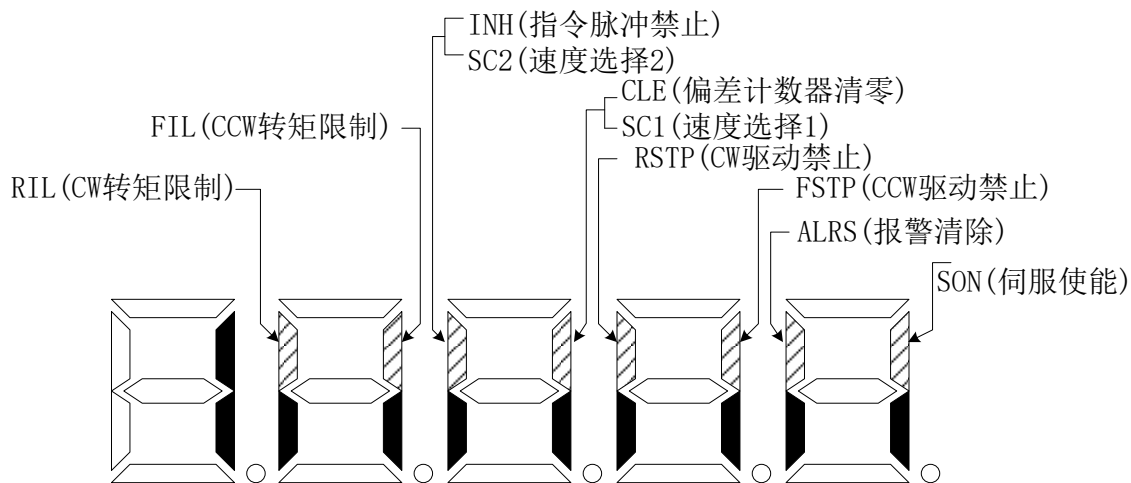 INH(指令脉冲禁止)
SC2(速度选择2)
CLE(偏差计数器清零)
SC1(速度选择1)
FIL(CCW转矩限制)
RSTP(CW驱动禁止)
RIL(CW转矩限制)
FSTP(CCW驱动禁止)
ALRS(报警清除)
SON(伺服使能)